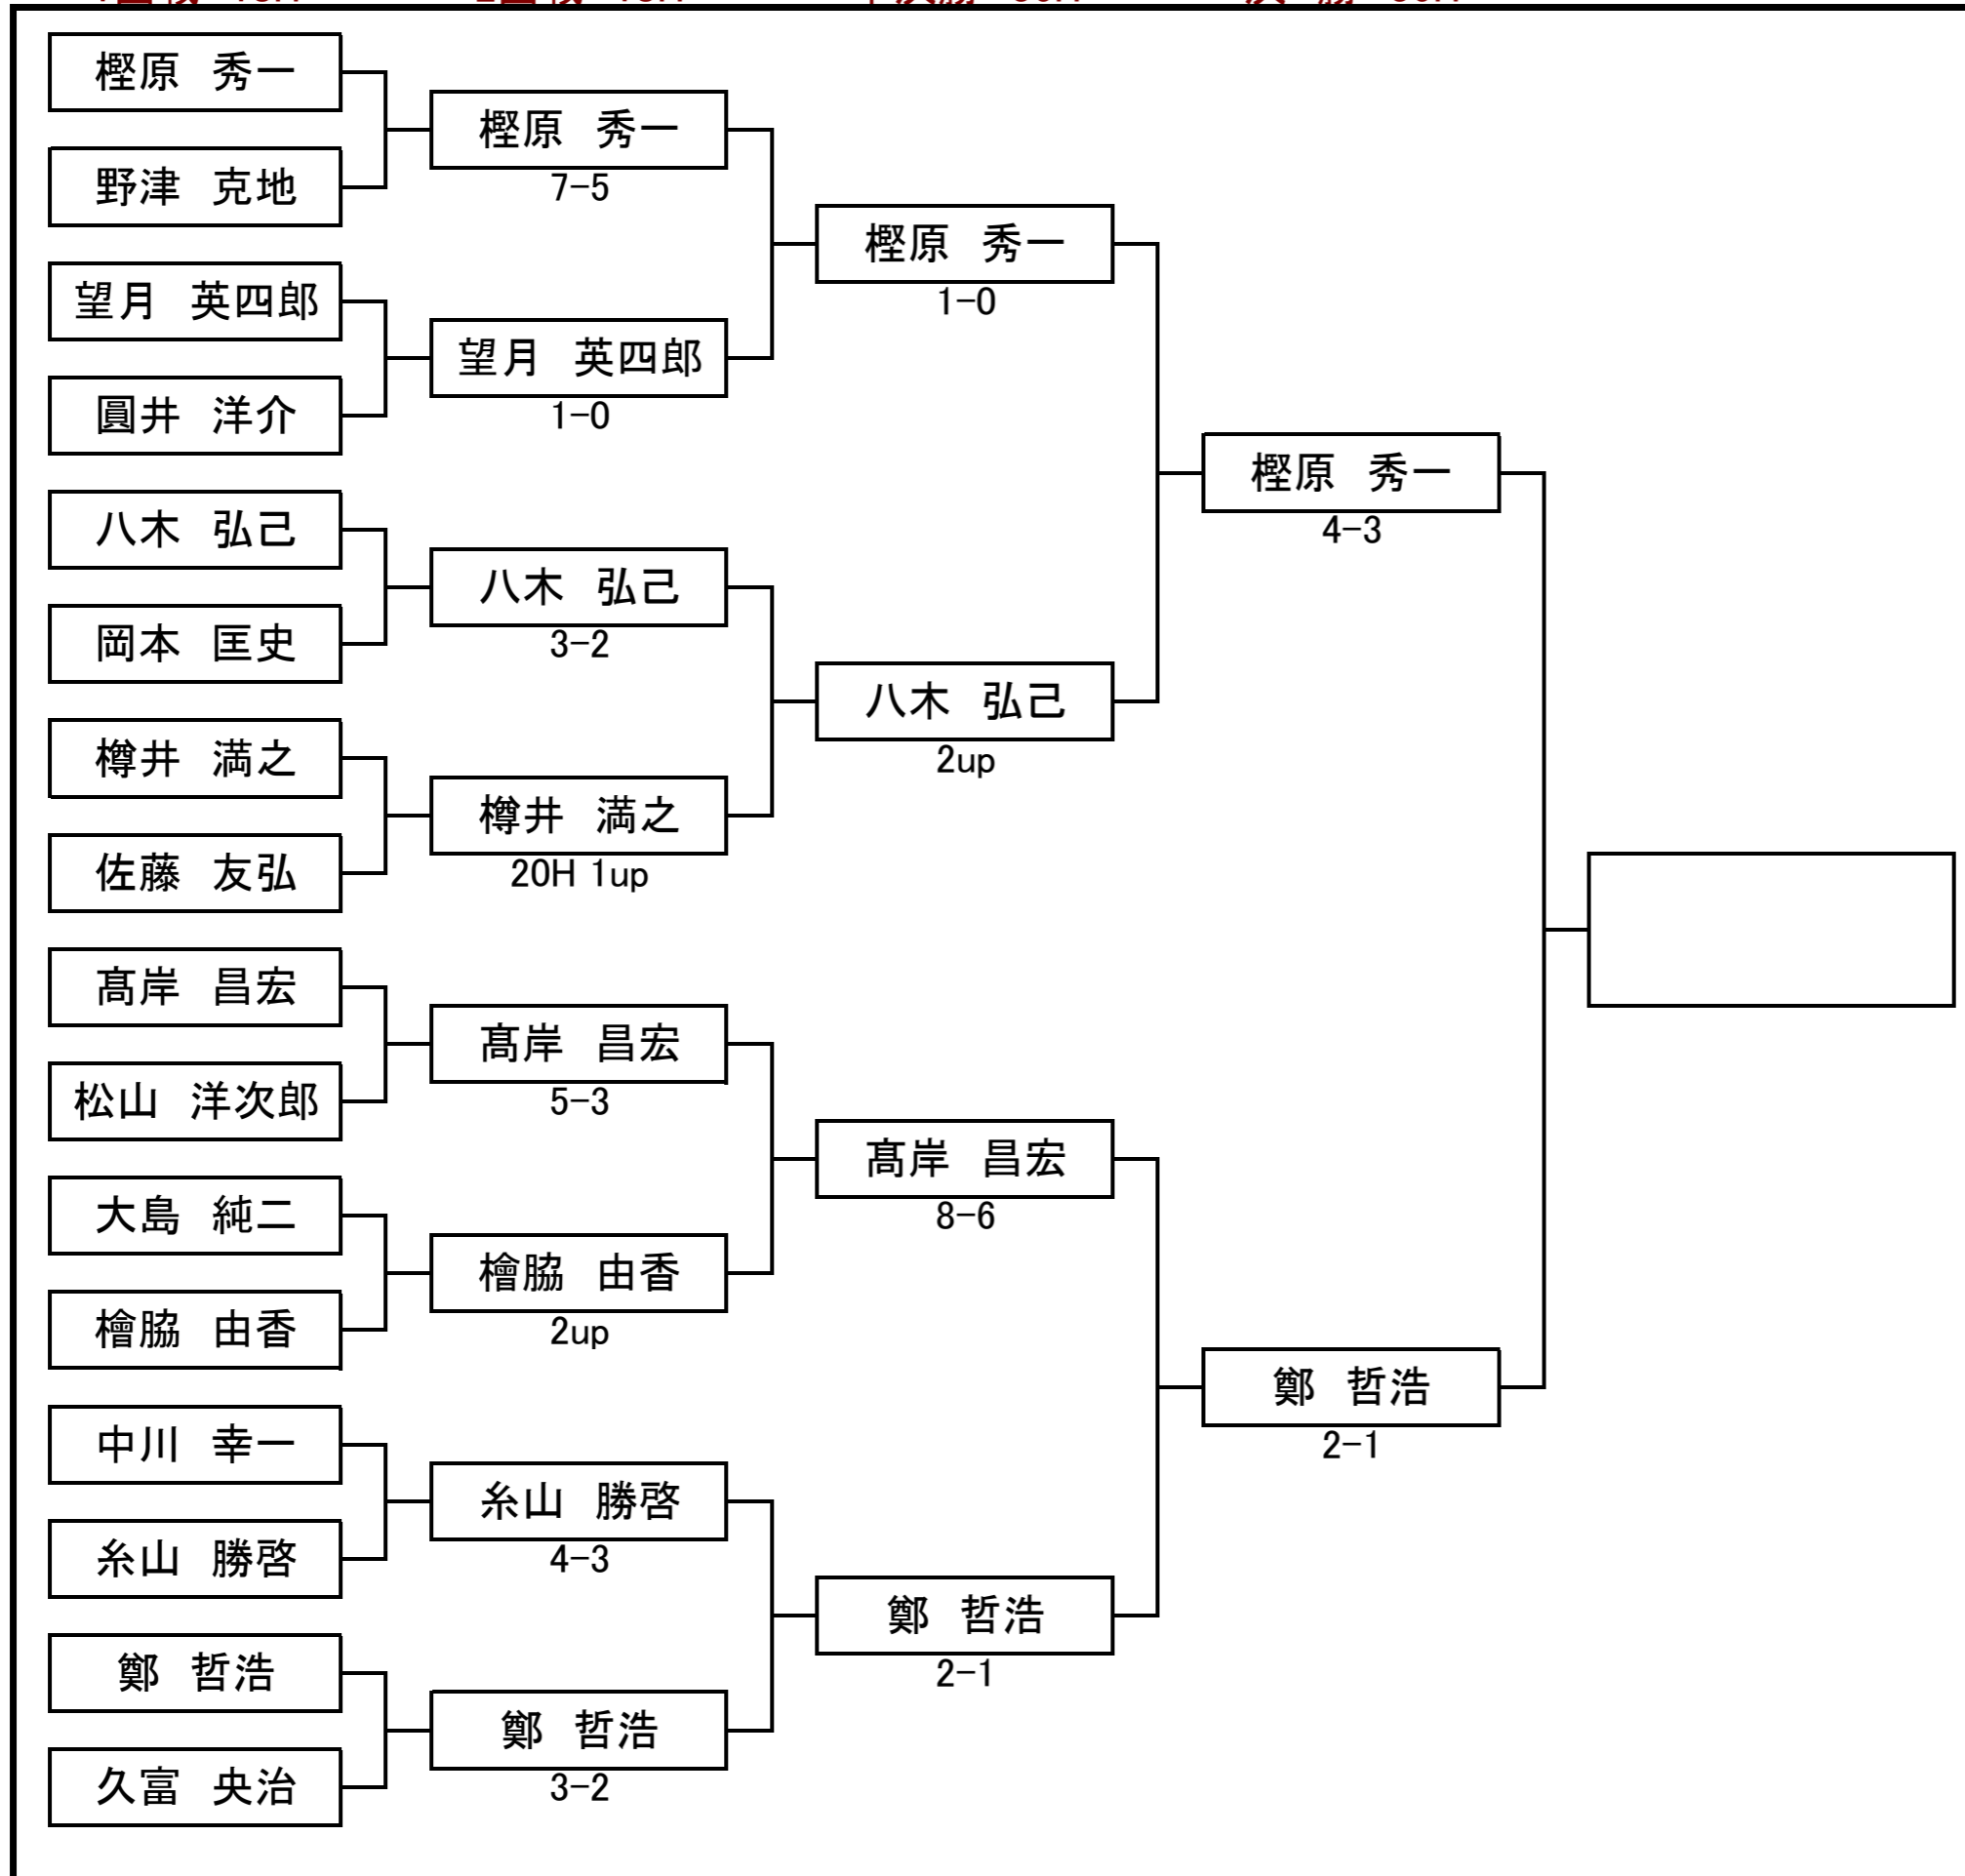 樫原 秀一
野津 克地
望月 英四郎
圓井 洋介
八木 弘己
岡本 匡史
樽井 満之
佐藤 友弘
髙岸 昌宏
松山 洋次郎
大島 純二
檜脇 由香
中川 幸一
糸山 勝啓
鄭 哲浩
久富 央治
樫原 秀一
7-5
望月 英四郎
1-0
八木 弘己
3-2
樽井 満之
20H 1up
髙岸 昌宏
5-3
檜脇 由香
2up
糸山 勝啓
4-3
鄭 哲浩
3-2
樫原 秀一
1-0
八木 弘己
2up
髙岸 昌宏
8-6
鄭 哲浩
2-1
樫原 秀一
4-3
鄭 哲浩
2-1